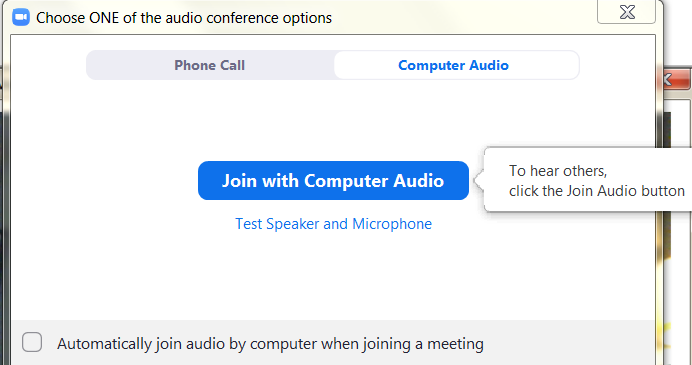 Choose ONE of the audio conference options
Phone Call
Computer Audio
Join with Computer Audio
To hear others,
click the Join Audio button
Test Speaker and Microphone
Automatically join audio by computer when joining a meeting